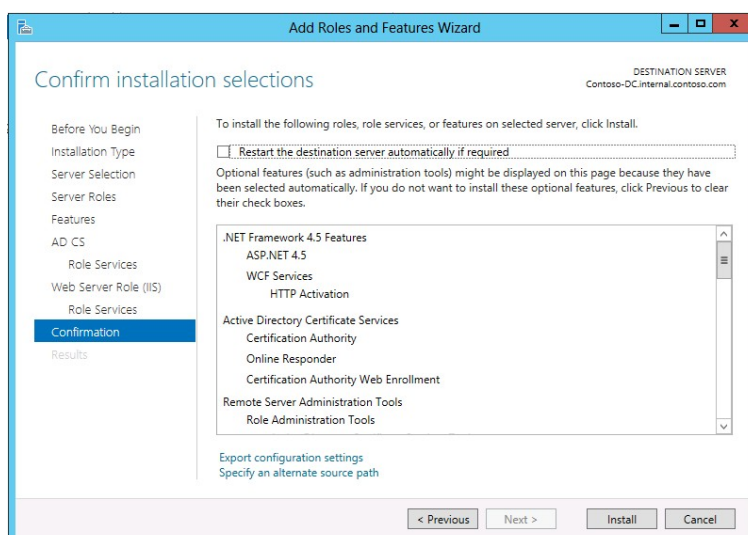 Add Roles and Features Wizard
Confirm installation selections
DESTINATION SERVER
Contoso-DC.internal.contoso.com
Before You Begin
Installation Type
Server Selection
Server Roles
Features
AD CS
Role Services
Web Server Role (IIS)
Role Services
Confirmation
Results
To install the following roles, role services, or features on selected server, click Install.
Restart the destination server automatically if required
Optional features (such as administration tools) might be displayed on this page because they have
been selected automatically. If you do not want to install these optional features, click Previous to clear
their check boxes.
.NET Framework 4.5 Features
ASP.NET 4.5
WCF Services
HTTP Activation
Active Directory Certificate Services
Certification Authority
Online Responder
Certification Authority Web Enrollment
Remote Server Administration Tools
Role Administration Tools
Export configuration settings
Specify an alternate source path
< Previous
Next >
Install
Cancel